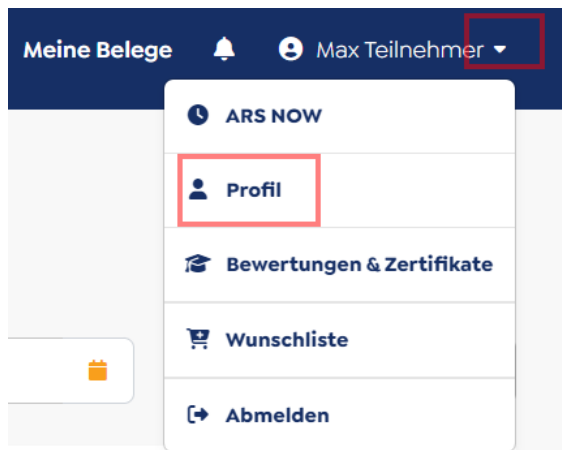 Meine Belege Max Teilnehmer
ARS NOW
Profil
Bewertungen & Zertifikate
Wunschliste
Abmelden